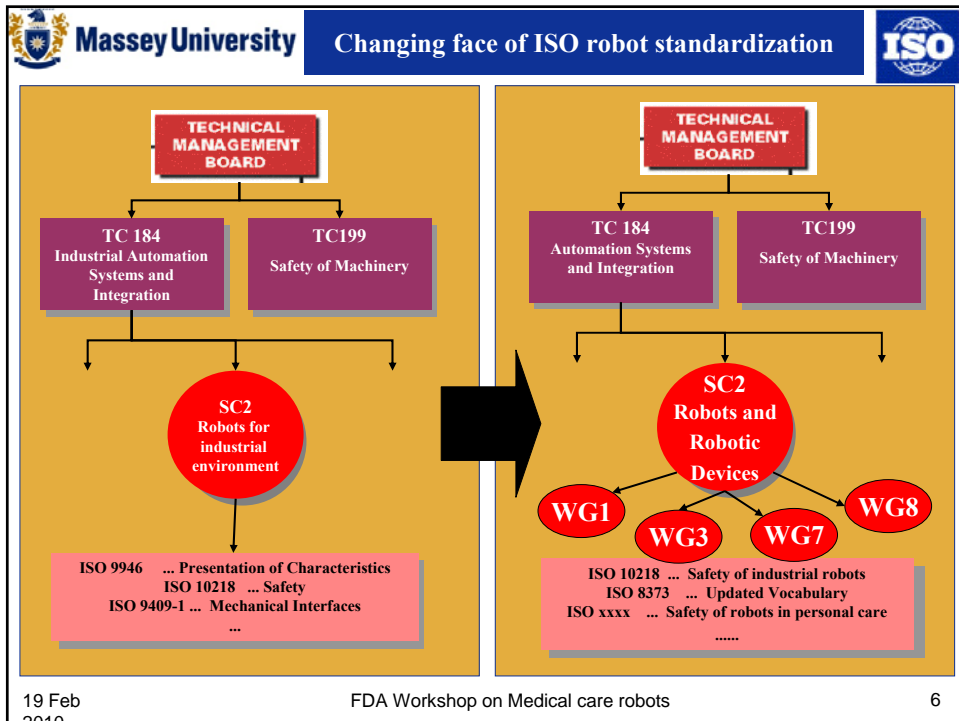 Massey University
Changing face of ISO robot standardization
ISO
TECHNICAL
MANAGEMENT
BOARD
TC 184
Industrial Automation
Systems and
Integration
TC199
Safety of Machinery
SC2
Robots for
industrial
environment
ISO 9946 ... Presentation of Characteristics
ISO 10218 ... Safety
ISO 9409-1 ... Mechanical Interfaces
...
TECHNICAL
MANAGEMENT
BOARD
TC 184
Automation Systems
and Integration
TC199
Safety of Machinery
SC2
Robots and
Robotic
Devices
WG1
WG3
WG7
WG8
ISO 10218 ... Safety of industrial robots
ISO 8373 ... Updated Vocabulary
ISO xxxx ... Safety of robots in personal care
......
19 Feb
2010
FDA Workshop on Medical care robots
6